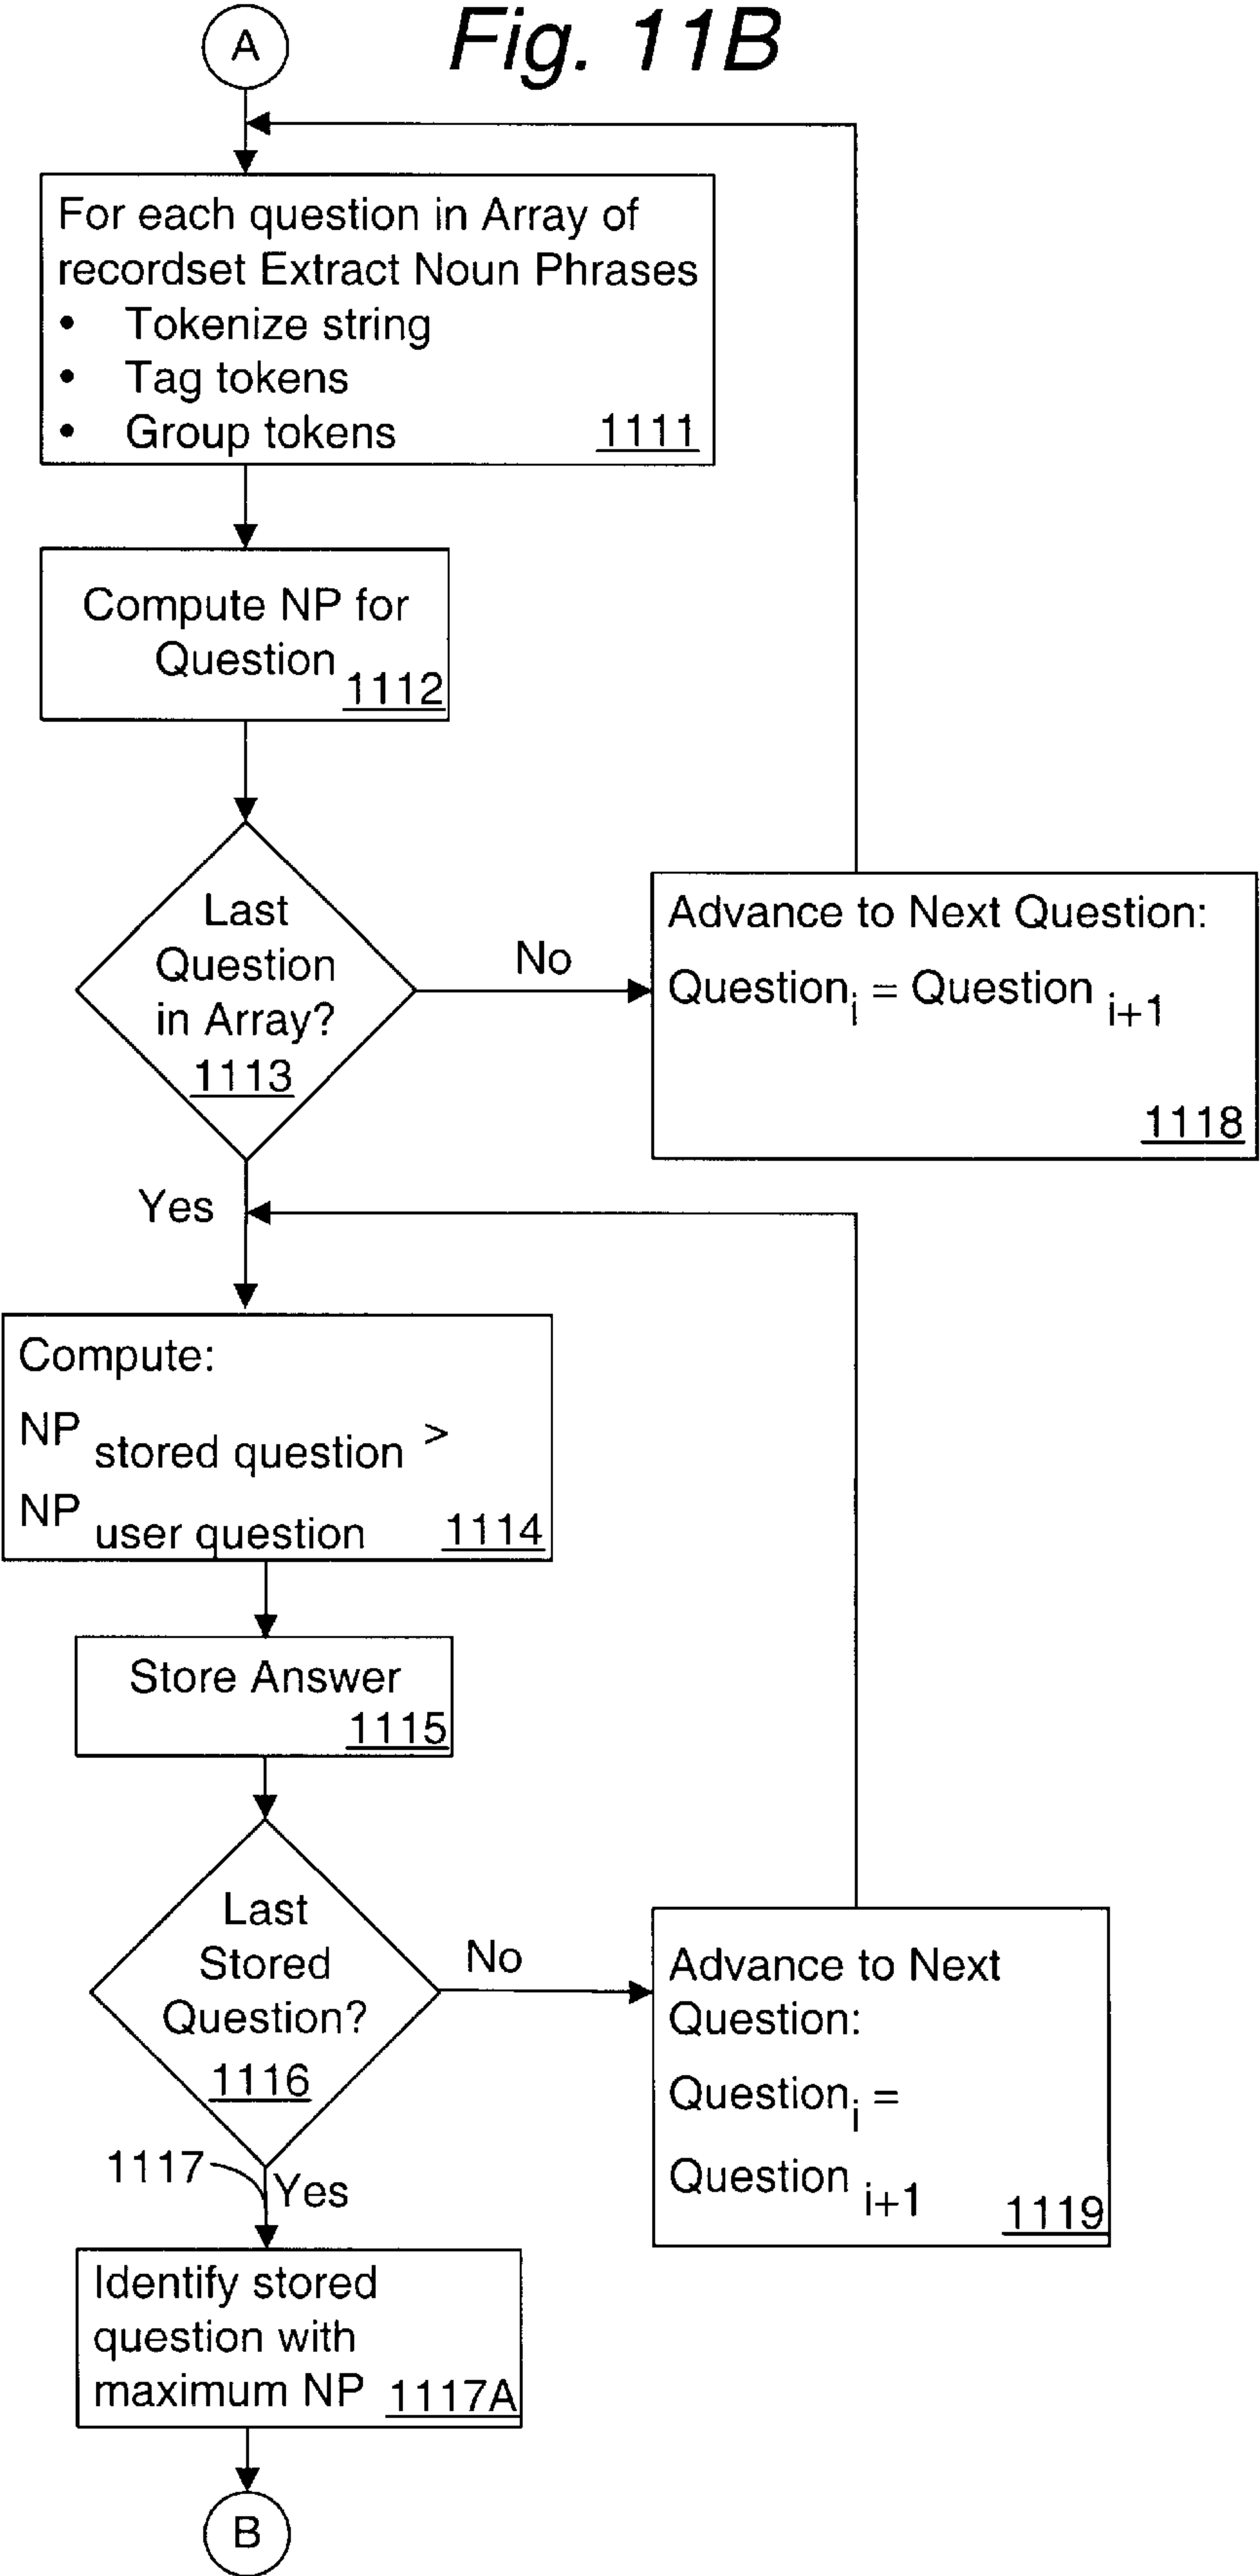 A
Fig. 11B
For each question in Array of
recordset Extract Noun Phrases
• Tokenize string
• Tag tokens
• Group tokens 1111
Compute NP for
Question 1112
Last
Question
in Array?
1113
No
Advance to Next Question:
Question i = Question i+1
1118
Yes
Compute:
NP stored question >
NP user question 1114
Store Answer
1115
Last
Stored
Question?
1116
No
Advance to Next
Question:
Question i =
Question i+1 1119
1117
Yes
Identify stored
question with
maximum NP 1117A
B